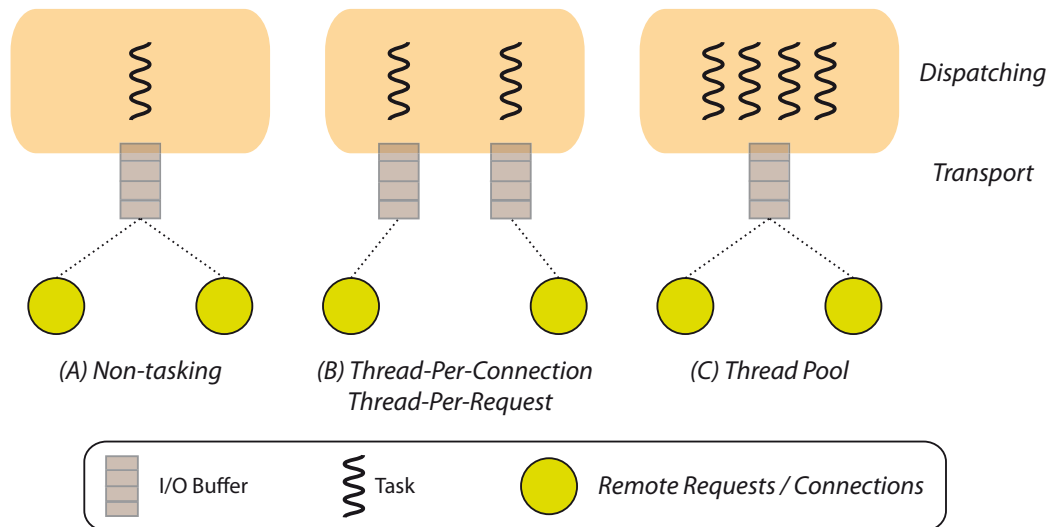 Dispatching
Transport
(A) Non-tasking
(B) Thread-Per-Connection
Thread-Per-Request
(C) Thread Pool
I/O Buffer
Task
Remote Requests / Connections